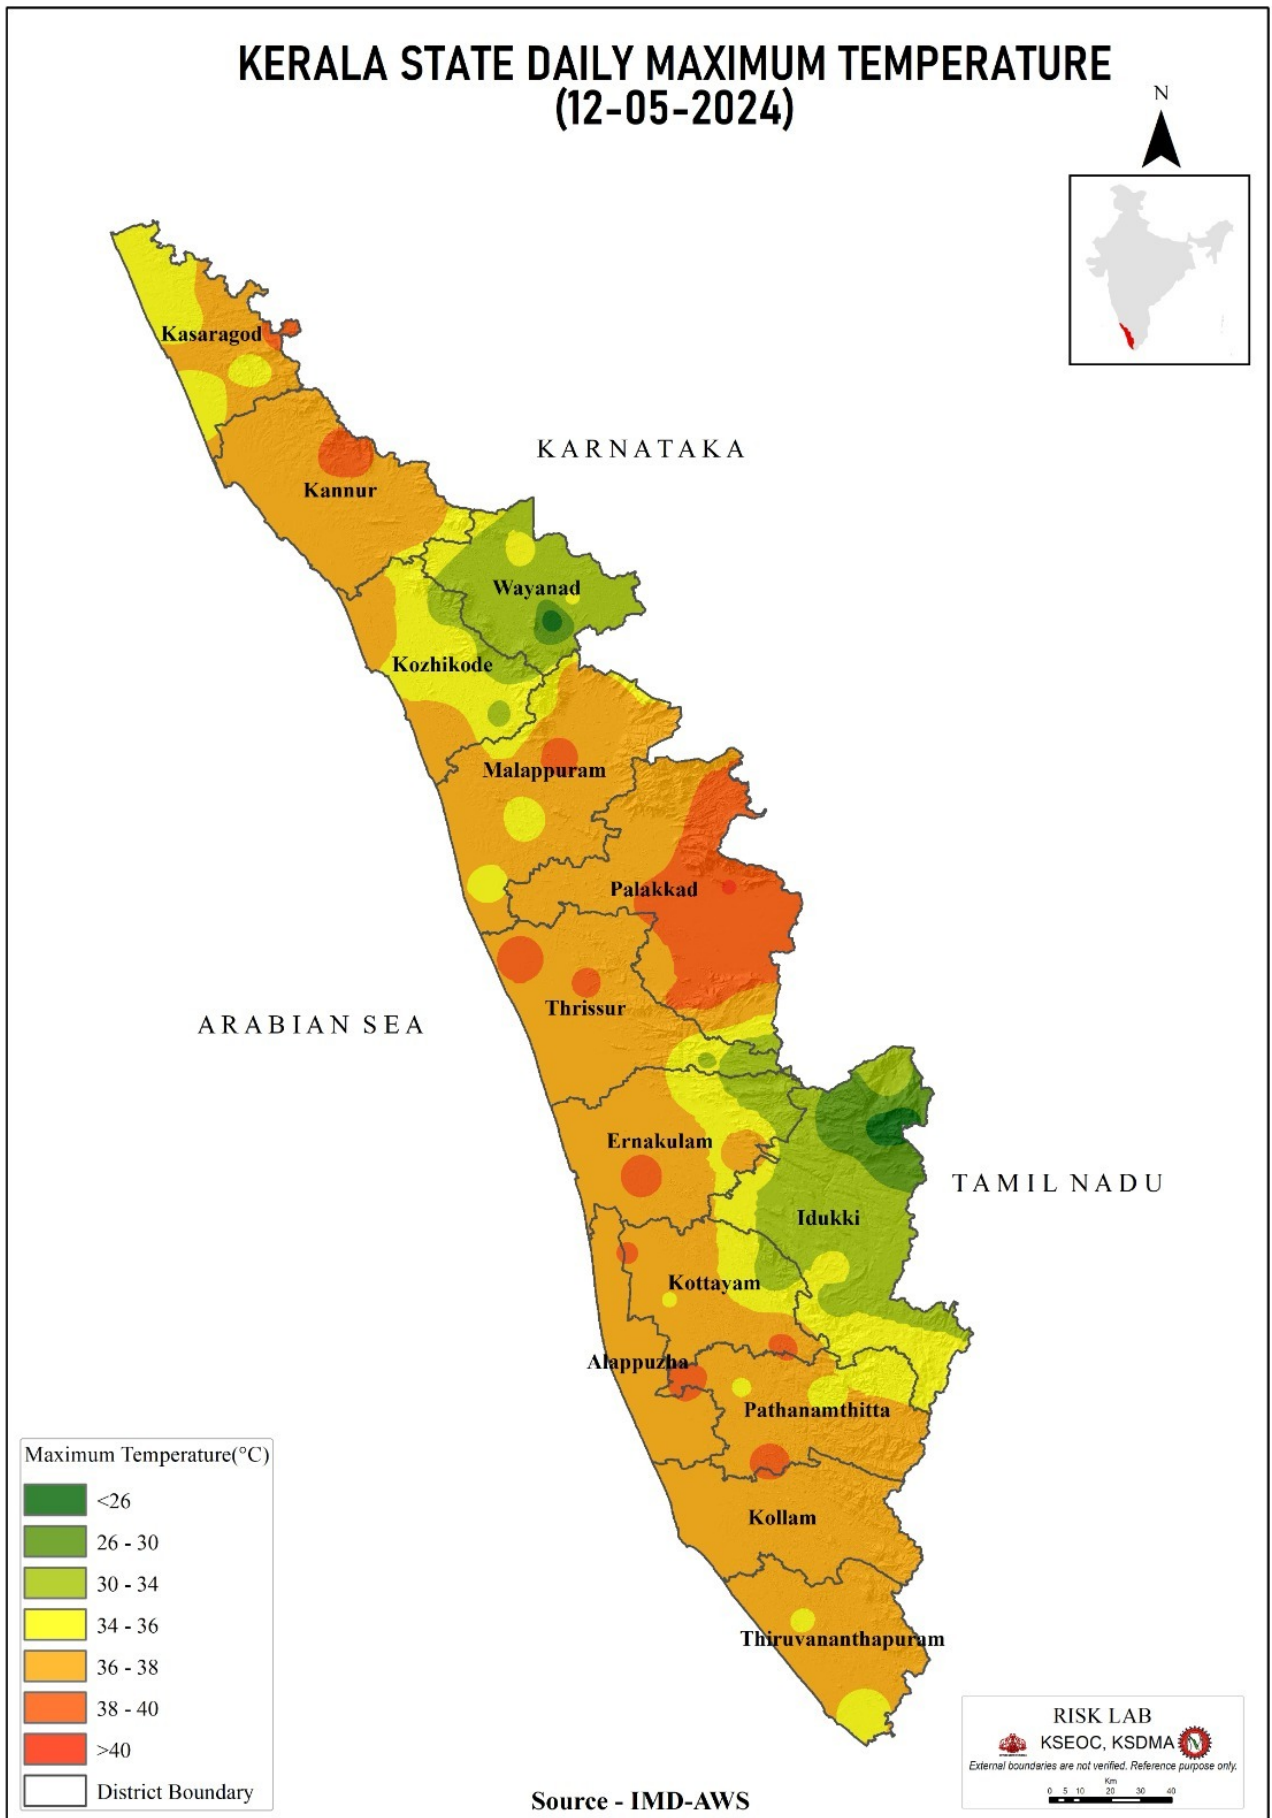 KERALA STATE DAILY MAXIMUM TEMPERATURE
(12-05-2024)
N
Kasaragod
KARNATAKA
Kannur
Wayanad
Kozhikode
Malappuram
Palakkad
Thrissur
ARABIAN SEA
Ernakulam
TAMIL NADU
Idukki
Kottayam
Alappuzha
Pathanamthitta
Kollam
Thiruvananthapuram
Maximum Temperature(°C)
<26
26 - 30
30 - 34
34 - 36
36 - 38
38 - 40
>40
District Boundary
RISK LAB
KSEOC, KSDMA
External boundaries are not verified. Reference purpose only.
Km
0 5 10 20 30 40
Source - IMD-AWS